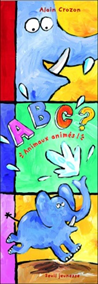 Alain Crozon
ABC?
Animaux animés !
Seuil jeunesse